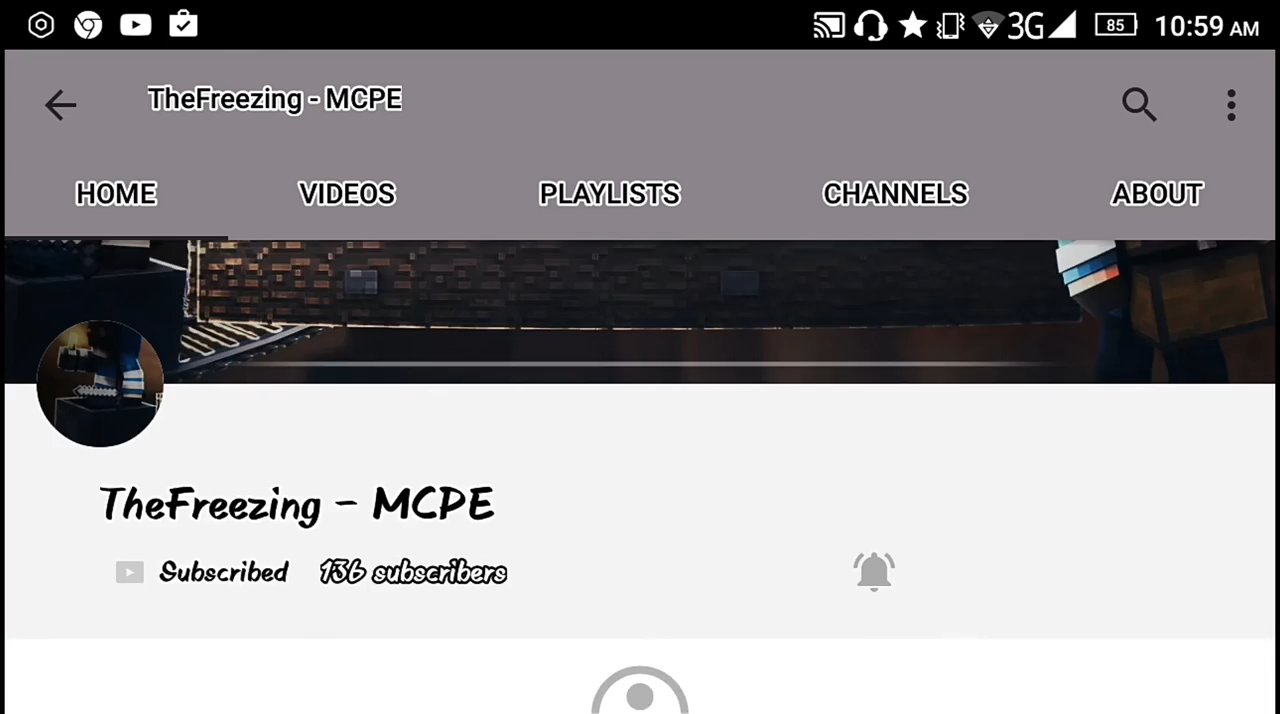 3G 85 10:59 AM
TheFreezing - MCPE
HOME VIDEOS PLAYLISTS CHANNELS ABOUT
TheFreezing - MCPE
Subscribed 136 subscribers